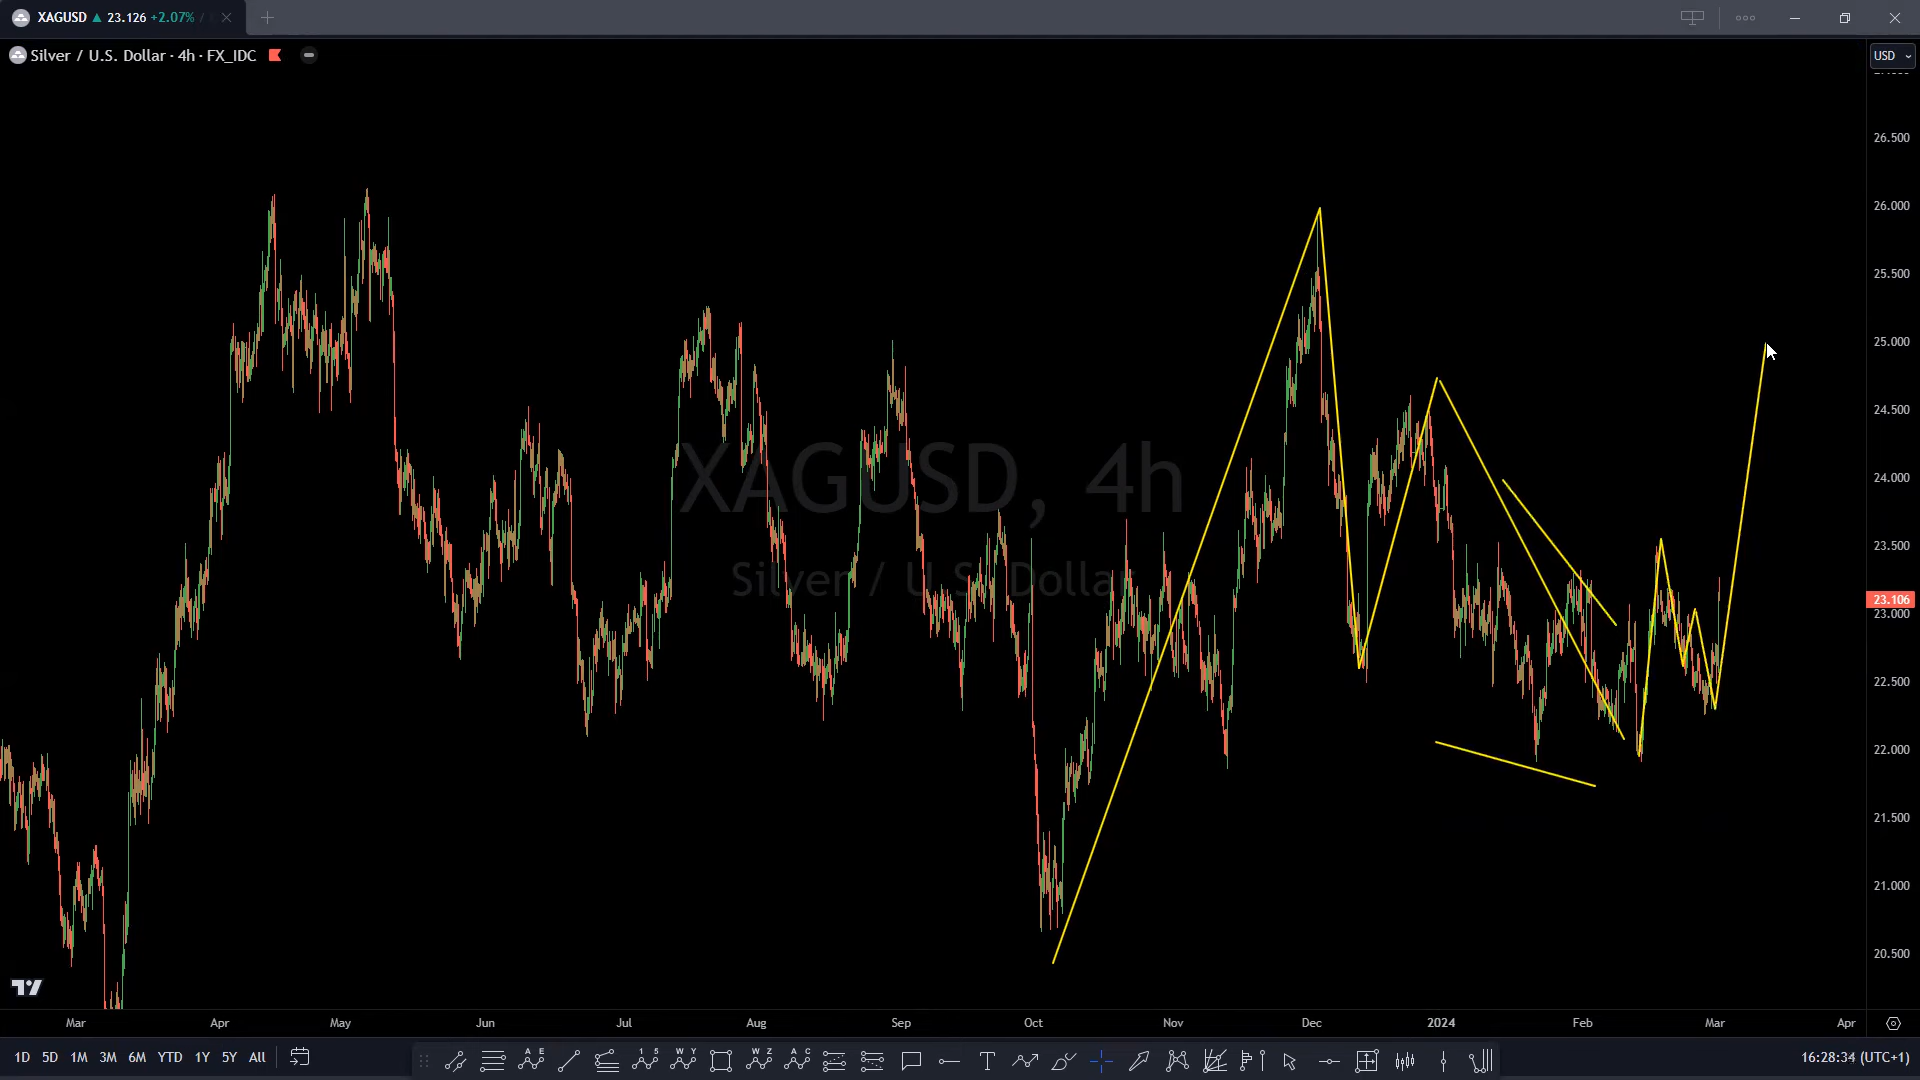 XAGUSD ▲ 23.126 +2.07% /
Silver / U.S. Dollar · 4h · FX_IDC
USD
26.500
26.000
25.500
25.000
24.500
24.000
23.500
23.106
23.000
22.500
22.000
21.500
21.000
20.500
XAGUSD, 4h
Silver / U.S. Dollar
Mar Apr May Jun Jul Aug Sep Oct Nov Dec 2024 Feb Mar Apr
1D 5D 1M 3M 6M YTD 1Y 5Y All
A E
1 5
W Y
W Z
A C
T
16:28:34 (UTC+1)